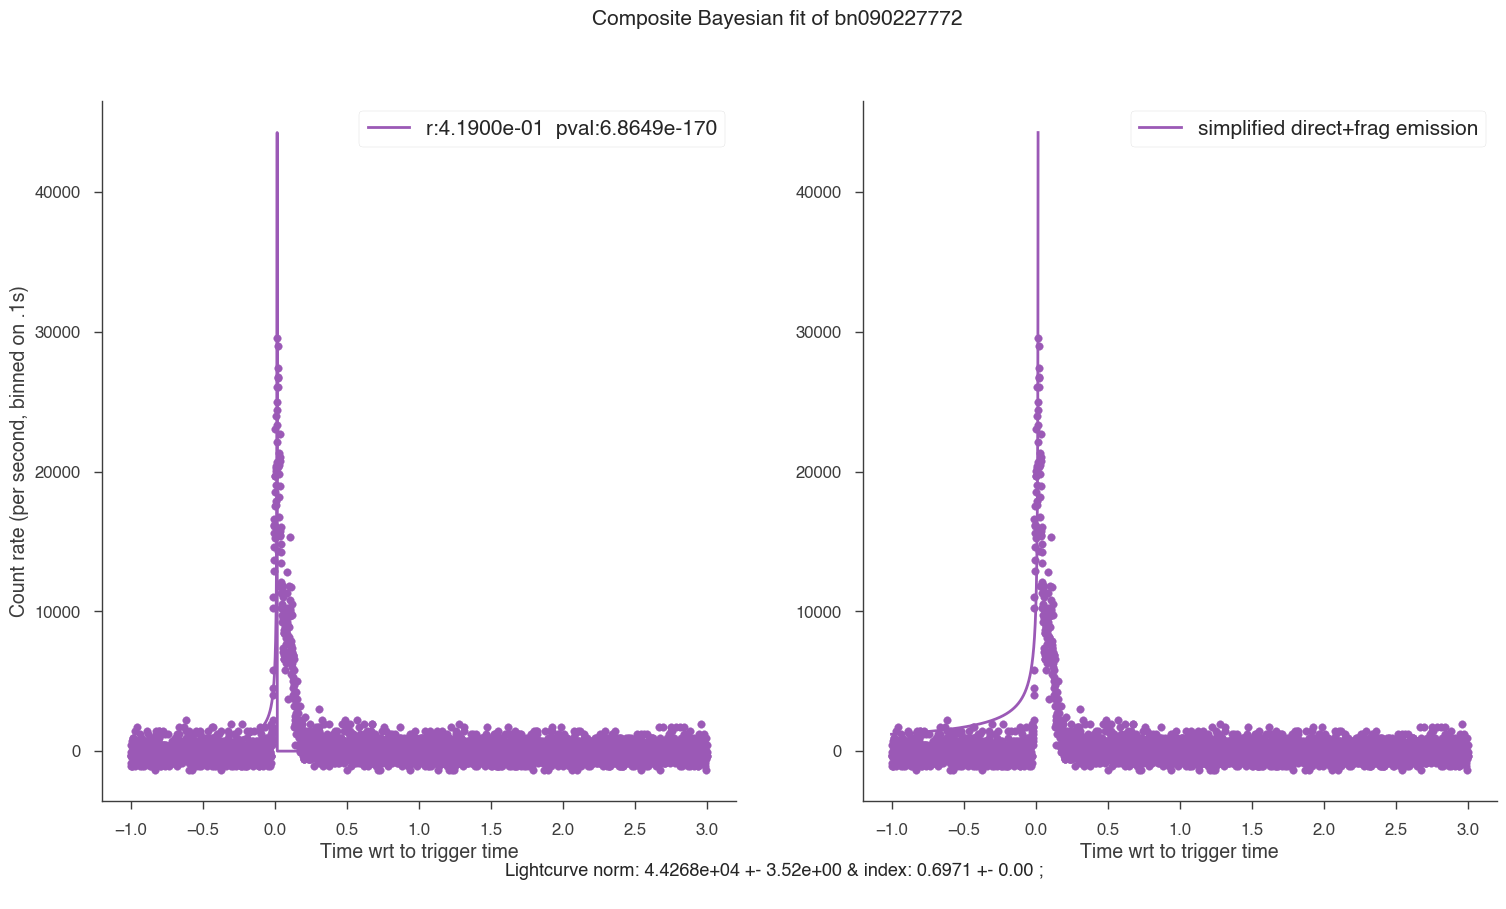 Composite Bayesian fit of bn090227772
r:4.1900e-01  pval:6.8649e-170
simplified direct+frag emission
Count rate (per second, binned on .1s)
40000
30000
20000
10000
0
40000
30000
20000
10000
0
−1.0 −0.5 0.0 0.5 1.0 1.5 2.0 2.5 3.0
−1.0 −0.5 0.0 0.5 1.0 1.5 2.0 2.5 3.0
Time wrt to trigger time
Time wrt to trigger time
Lightcurve norm: 4.4268e+04 +- 3.52e+00 & index: 0.6971 +- 0.00 ;